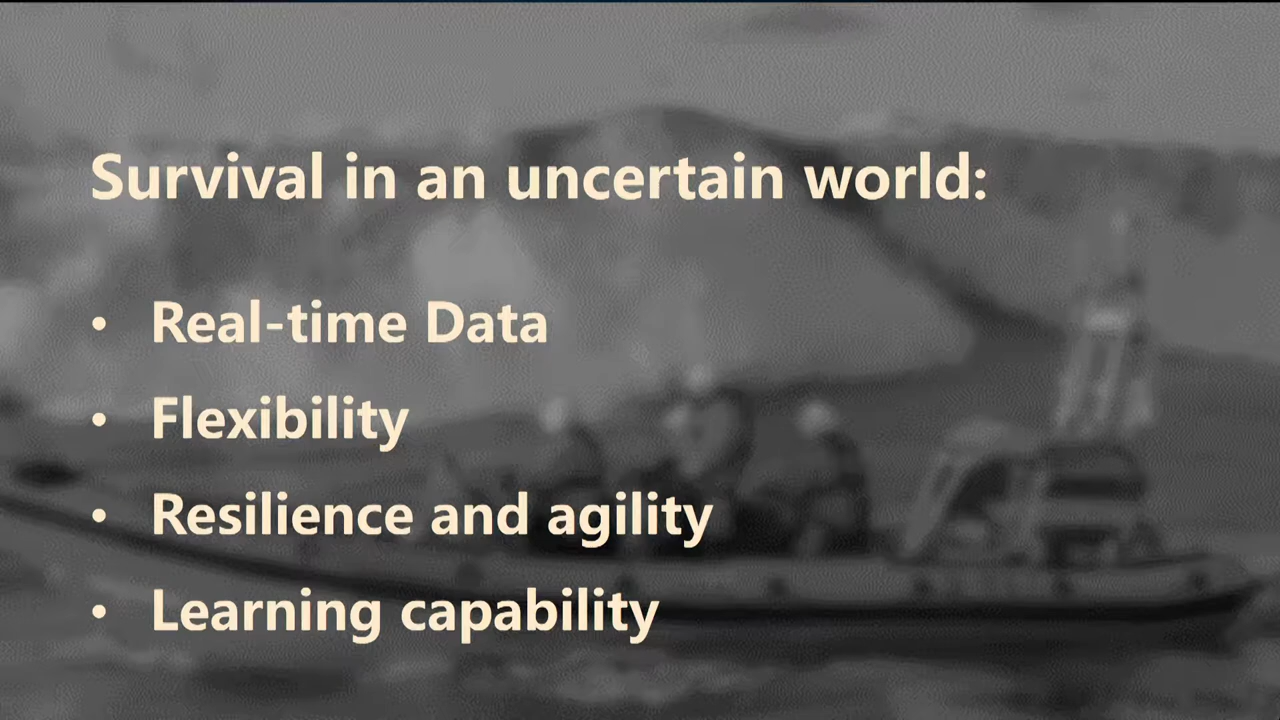 Survival in an uncertain world:
• Real-time Data
• Flexibility
• Resilience and agility
• Learning capability